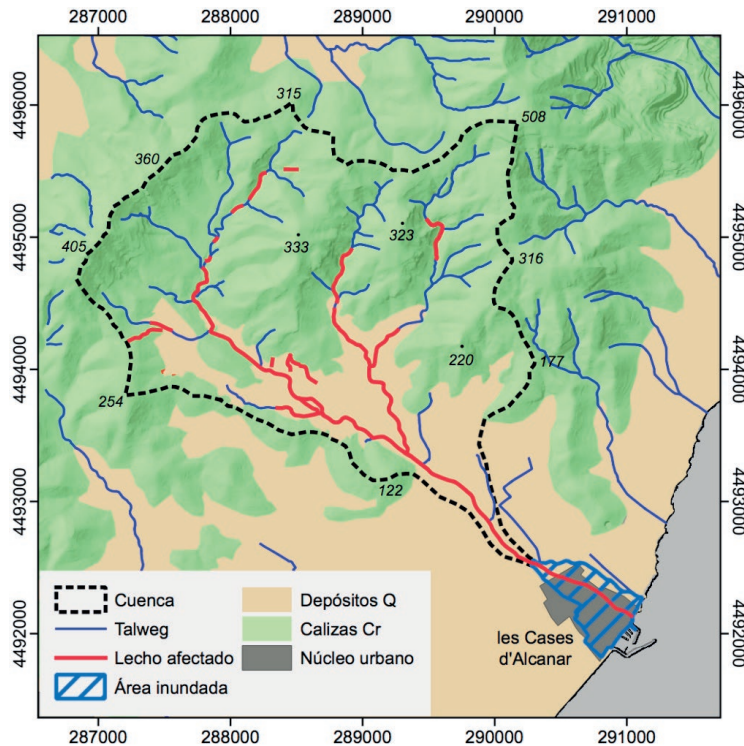 287000 288000 289000 290000 291000
4496000 4496000
315
508
360
405
4495000 4495000
333
323
316
4494000 4494000
220
177
254
4493000 4493000
122
Cuenca
Depósitos Q
Talweg
Calizas Cr
Lecho afectado
Núcleo urbano
Área inundada
les Cases
d'Alcanar
4492000 4492000
287000 288000 289000 290000 291000